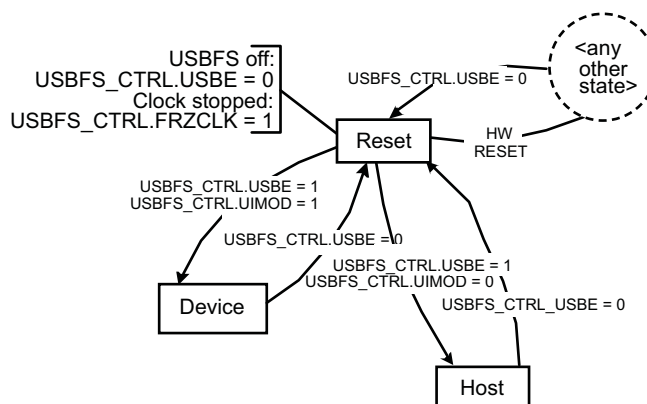 USBFS off:
USBFS_CTRL.USBE = 0
Clock stopped:
USBFS_CTRL.FRZCLK = 1
<any
other
state>
USBFS_CTRL.USBE = 0
Reset
HW
RESET
USBFS_CTRL.USBE = 1
USBFS_CTRL.UIMOD = 1
USBFS_CTRL.USBE = 0
USBFS_CTRL.USBE = 1
USBFS_CTRL.UIMOD = 0
USBFS_CTRL_USBE = 0
Device
Host